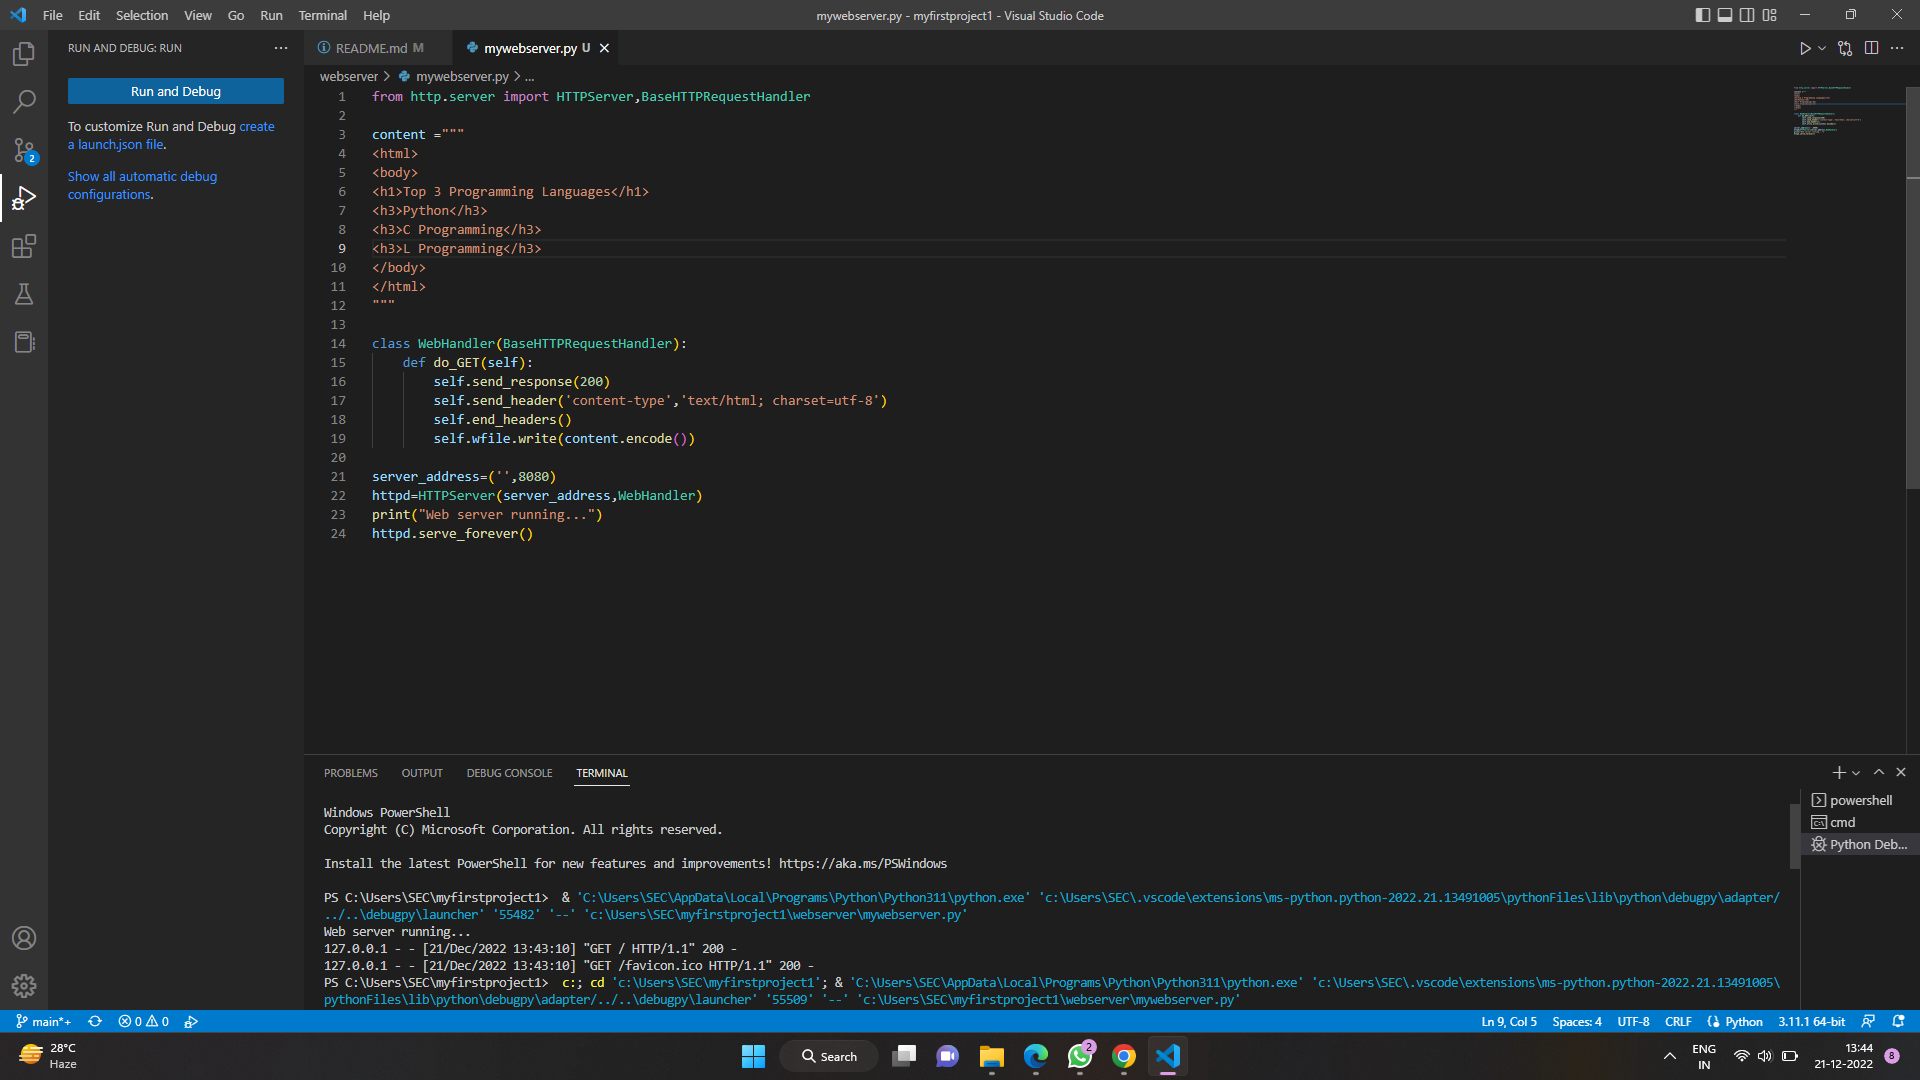 File Edit Selection View Go Run Terminal Help
mywebserver.py - myfirstproject1 - Visual Studio Code
RUN AND DEBUG: RUN
Run and Debug
To customize Run and Debug create
a launch.json file.
Show all automatic debug
configurations.
2
README.md M
mywebserver.py U
webserver > mywebserver.py > ...
1 from http.server import HTTPServer,BaseHTTPRequestHandler
2
3 content ="""
4 <html>
5 <body>
6 <h1>Top 3 Programming Languages</h1>
7 <h3>Python</h3>
8 <h3>C Programming</h3>
9 <h3>L Programming</h3>
10 </body>
11 </html>
12 """
13
14 class WebHandler(BaseHTTPRequestHandler):
15     def do_GET(self):
16         self.send_response(200)
17         self.send_header('content-type','text/html; charset=utf-8')
18         self.end_headers()
19         self.wfile.write(content.encode())
20
21 server_address=('',8080)
22 httpd=HTTPServer(server_address,WebHandler)
23 print("Web server running...")
24 httpd.serve_forever()
PROBLEMS OUTPUT DEBUG CONSOLE TERMINAL
powershell
cmd
Python Deb...
Windows PowerShell
Copyright (C) Microsoft Corporation. All rights reserved.
Install the latest PowerShell for new features and improvements! https://aka.ms/PSWindows
PS C:\Users\SEC\myfirstproject1>  & 'C:\Users\SEC\AppData\Local\Programs\Python\Python311\python.exe' 'c:\Users\SEC\.vscode\extensions\ms-python.python-2022.21.13491005\pythonFiles\lib\python\debugpy\adapter/
../..\debugpy\launcher' '55482' '--' 'c:\Users\SEC\myfirstproject1\webserver\mywebserver.py'
Web server running...
127.0.0.1 - - [21/Dec/2022 13:43:10] "GET / HTTP/1.1" 200 -
127.0.0.1 - - [21/Dec/2022 13:43:10] "GET /favicon.ico HTTP/1.1" 200 -
PS C:\Users\SEC\myfirstproject1>  c:; cd 'c:\Users\SEC\myfirstproject1'; & 'C:\Users\SEC\AppData\Local\Programs\Python\Python311\python.exe' 'c:\Users\SEC\.vscode\extensions\ms-python.python-2022.21.13491005\
pythonFiles\lib\python\debugpy\adapter/../..\debugpy\launcher' '55509' '--' 'c:\Users\SEC\myfirstproject1\webserver\mywebserver.py'
main*+ 0 0
Ln 9, Col 5 Spaces: 4 UTF-8 CRLF Python 3.11.1 64-bit
28°C
Haze
Search
2
ENG
IN
13:44
21-12-2022
8